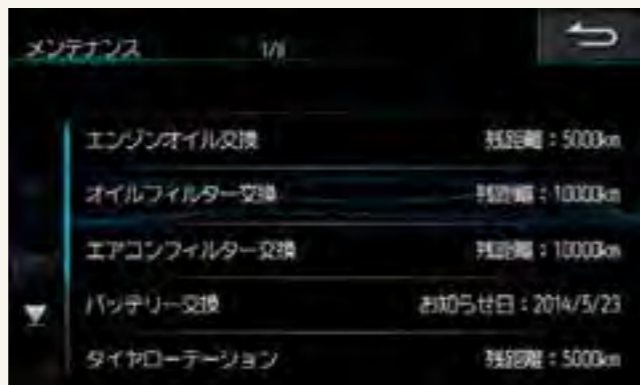 メンテナンス
エンジンオイル交換 残距離：5000km
オイルフィルター交換 残距離：10000km
エアコンフィルター交換 残距離：10000km
バッテリー交換 お知らせ日：2014/5/23
タイヤローテーション 残距離：5000km